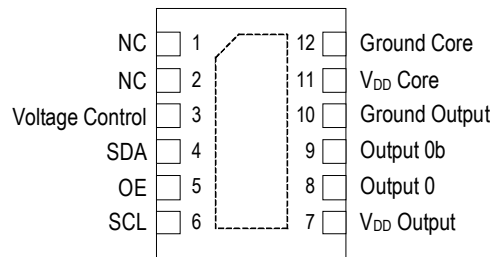 NC 1 12 Ground Core
NC 2 11 VDD Core
Voltage Control 3 10 Ground Output
SDA 4 9 Output 0b
OE 5 8 Output 0
SCL 6 7 VDD Output